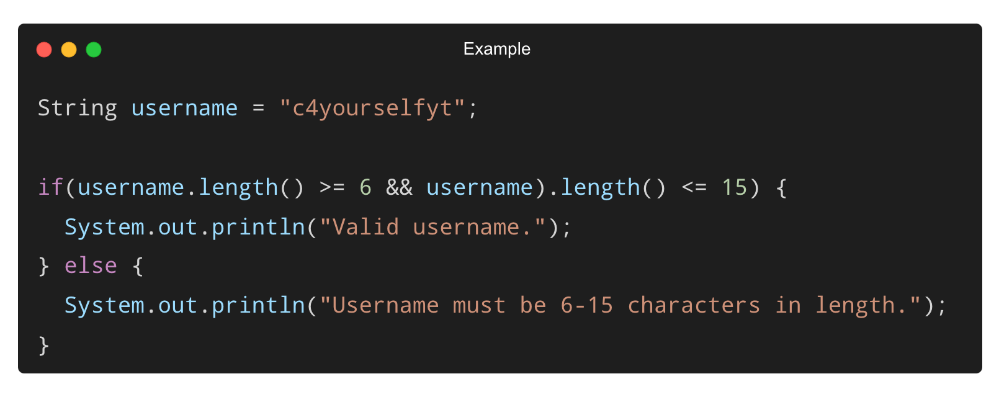 Example
String username = "c4yourselfyt";
if(username.length() >= 6 && username).length() <= 15) {
  System.out.println("Valid username.");
} else {
  System.out.println("Username must be 6-15 characters in length.");
}